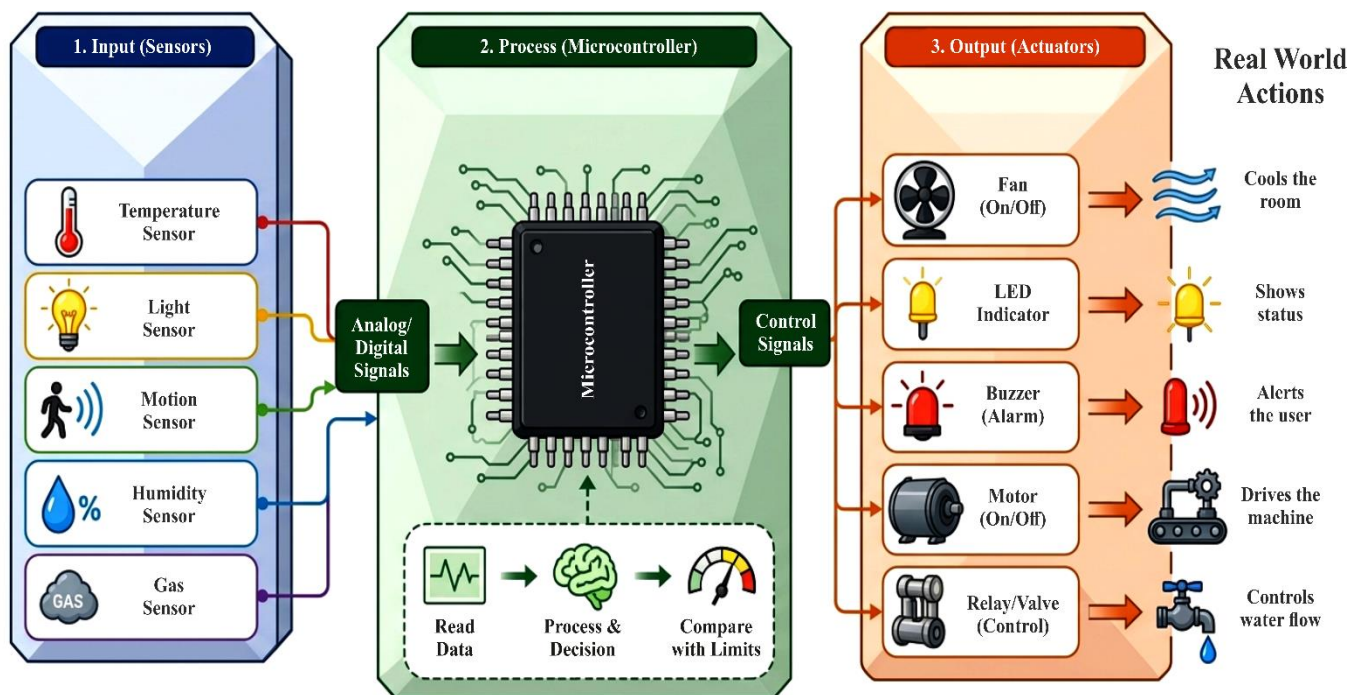 1. Input (Sensors)
Temperature
Sensor
Light
Sensor
Motion
Sensor
Humidity
Sensor
%
GAS
Gas
Sensor
Analog/
Digital
Signals
2. Process (Microcontroller)
Microcontroller
Read
Data
Process &
Decision
Compare
with Limits
Control
Signals
3. Output (Actuators)
Fan
(On/Off)
LED
Indicator
Buzzer
(Alarm)
Motor
(On/Off)
Relay/Valve
(Control)
Real World
Actions
Cools the
room
Shows
status
Alerts
the user
Drives the
machine
Controls
water flow